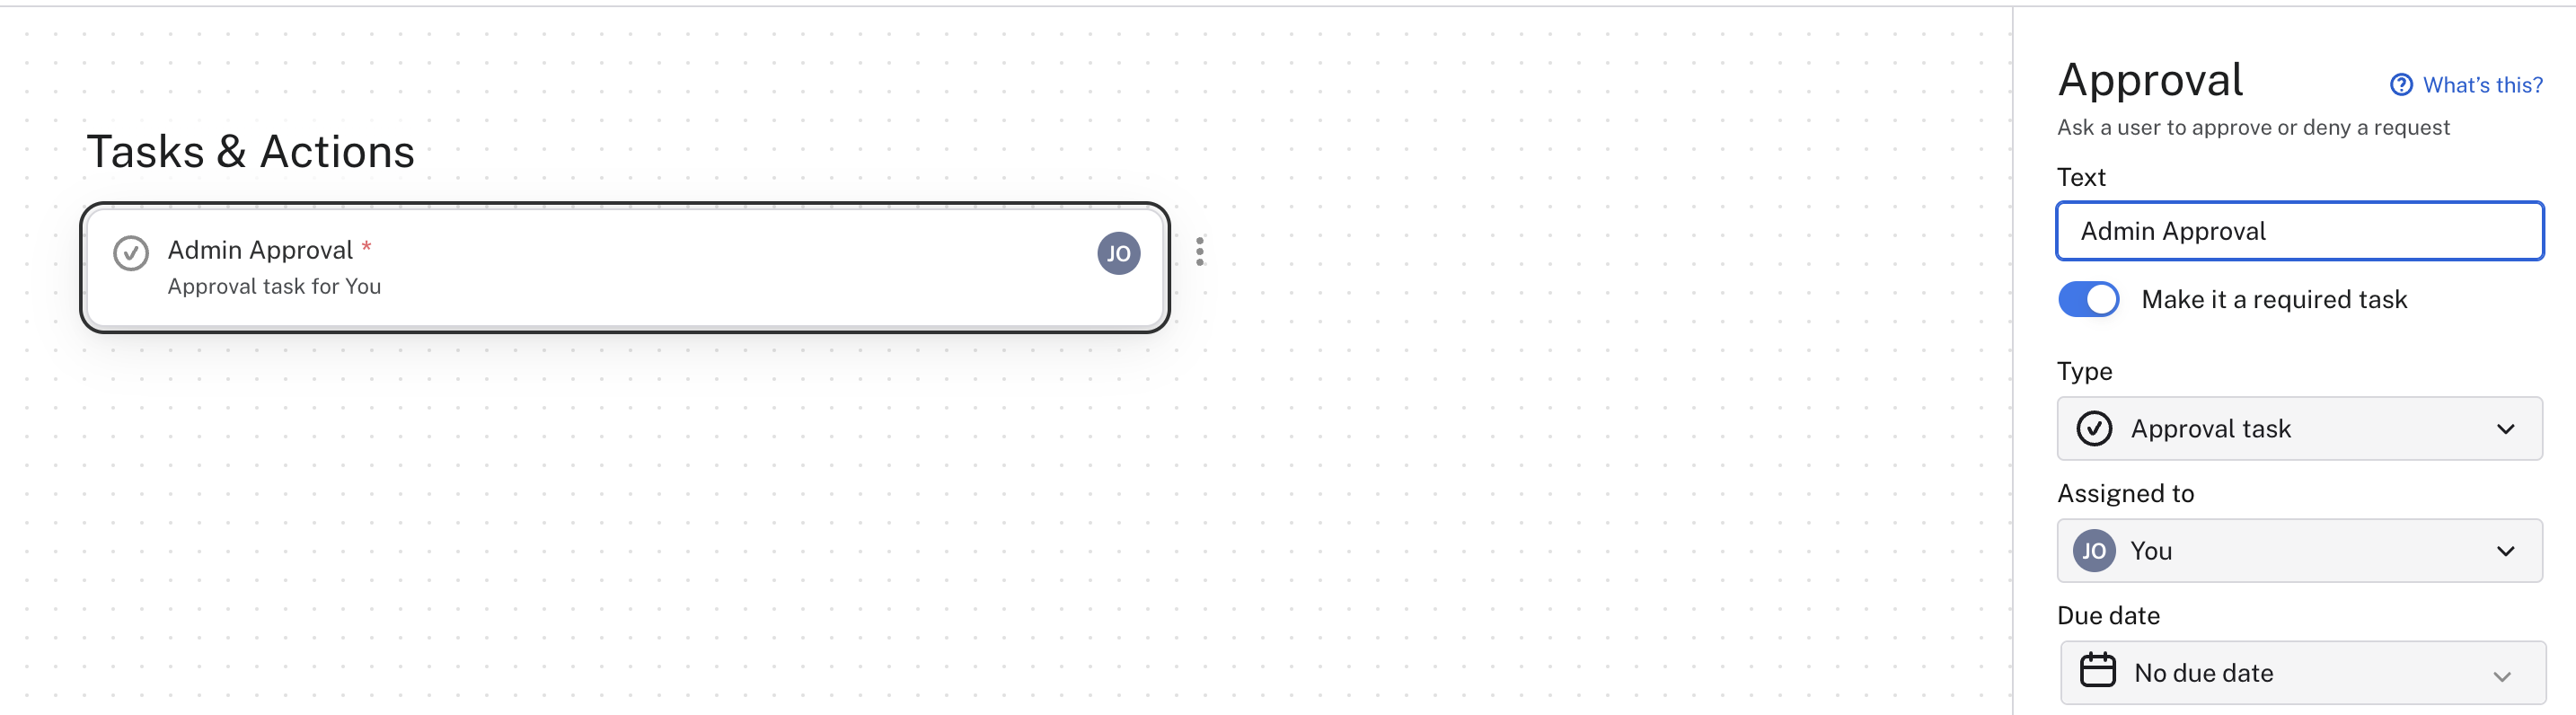 Tasks & Actions
Admin Approval *
Approval task for You
JO
Approval
What's this?
Ask a user to approve or deny a request
Text
Admin Approval
Make it a required task
Type
Approval task
Assigned to
JO You
Due date
No due date